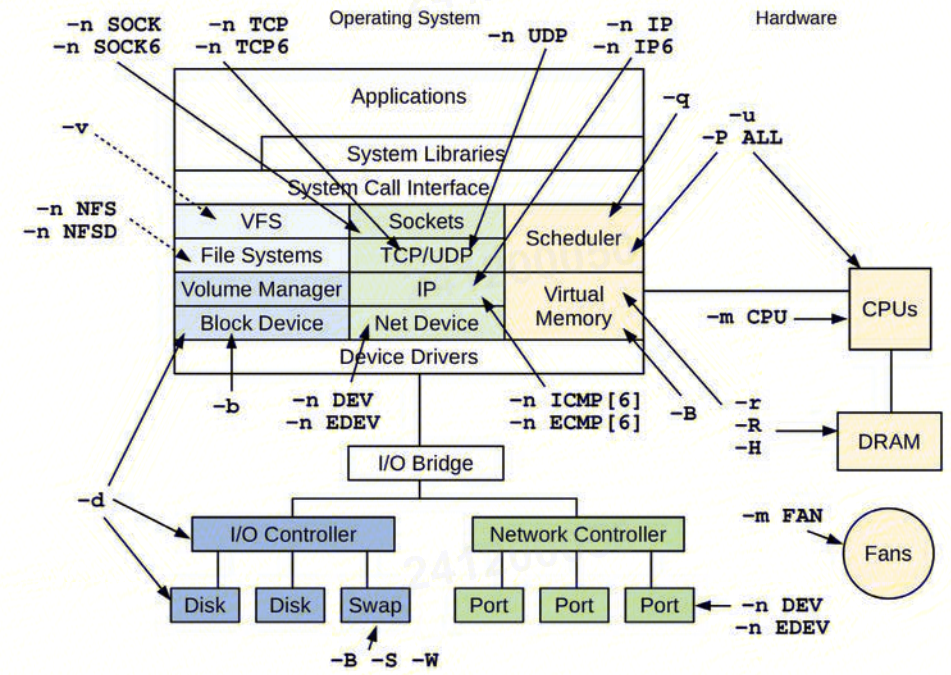 Operating System
Hardware
-n SOCK
-n SOCK6
-n TCP
-n TCP6
-n UDP
-n IP
-n IP6
Applications
-q
-u
-P ALL
-v
System Libraries
System Call Interface
-n NFS
-n NFSD
VFS
Sockets
Scheduler
File Systems
TCP/UDP
Volume Manager
IP
Virtual
Memory
Block Device
Net Device
-m CPU
CPUs
Device Drivers
-b
-n DEV
-n EDEV
-n ICMP[6]
-n ECMP[6]
-B
-r
-R
-H
DRAM
I/O Bridge
-d
I/O Controller
Network Controller
-m FAN
Fans
Disk
Disk
Swap
Port
Port
Port
-n DEV
-n EDEV
-B -S -W